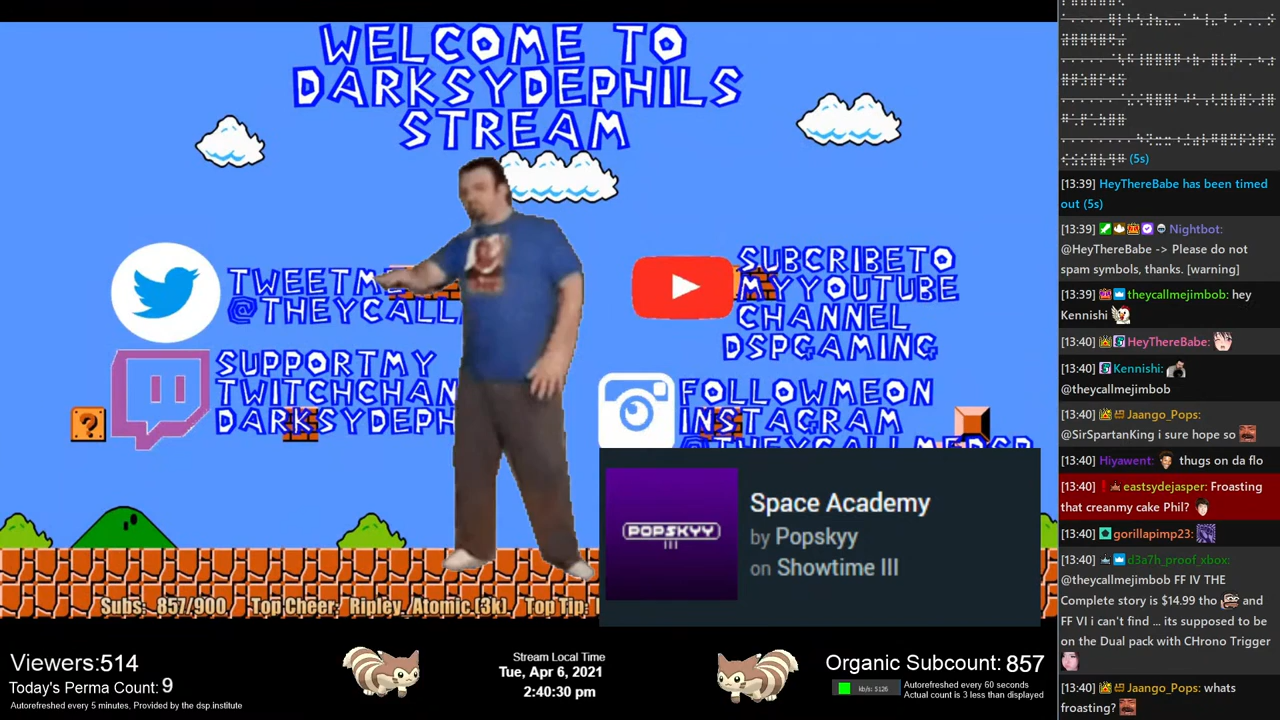 WELCOME TO
DARKSYDEPHILS
STREAM
TWEETME
@THEYCALL
SUBCRIBETO
MYYOUTUBE
CHANNEL
DSPGAMING
SUPPORTMY
TWITCHCHAN
DARKSYDEPH
FOLLOWMEON
INSTAGRAM
@THEYCALLMEDSP
POPSKYY
III
Space Academy
by Popskyy
on Showtime III
Subs: 857/900 Top Cheer: Ripley_Atomic (3k) Top Tip:
Viewers:514
Today's Perma Count: 9
Autorefreshed every 5 minutes, Provided by the dsp.institute
Stream Local Time
Tue, Apr 6, 2021
2:40:30 pm
Organic Subcount: 857
kb/s: 5126
Autorefreshed every 60 seconds
Actual count is 3 less than displayed
(5s)
[13:39] HeyThereBabe has been timed
out (5s)
[13:39] Nightbot:
@HeyThereBabe -> Please do not
spam symbols, thanks. [warning]
[13:39] theycallmejimbob: hey
Kennishi
[13:40] HeyThereBabe:
[13:40] Kennishi:
@theycallmejimbob
[13:40] Jaango_Pops:
@SirSpartanKing i sure hope so
[13:40] Hiyawent: thugs on da flo
[13:40] eastsydejasper: Froasting
that creanmy cake Phil?
[13:40] gorillapimp23:
[13:40] d3a7h_proof_xbox:
@theycallmejimbob FF IV THE
Complete story is $14.99 tho and
FF VI i can't find ... its supposed to be
on the Dual pack with CHrono Trigger
[13:40] Jaango_Pops: whats
froasting?